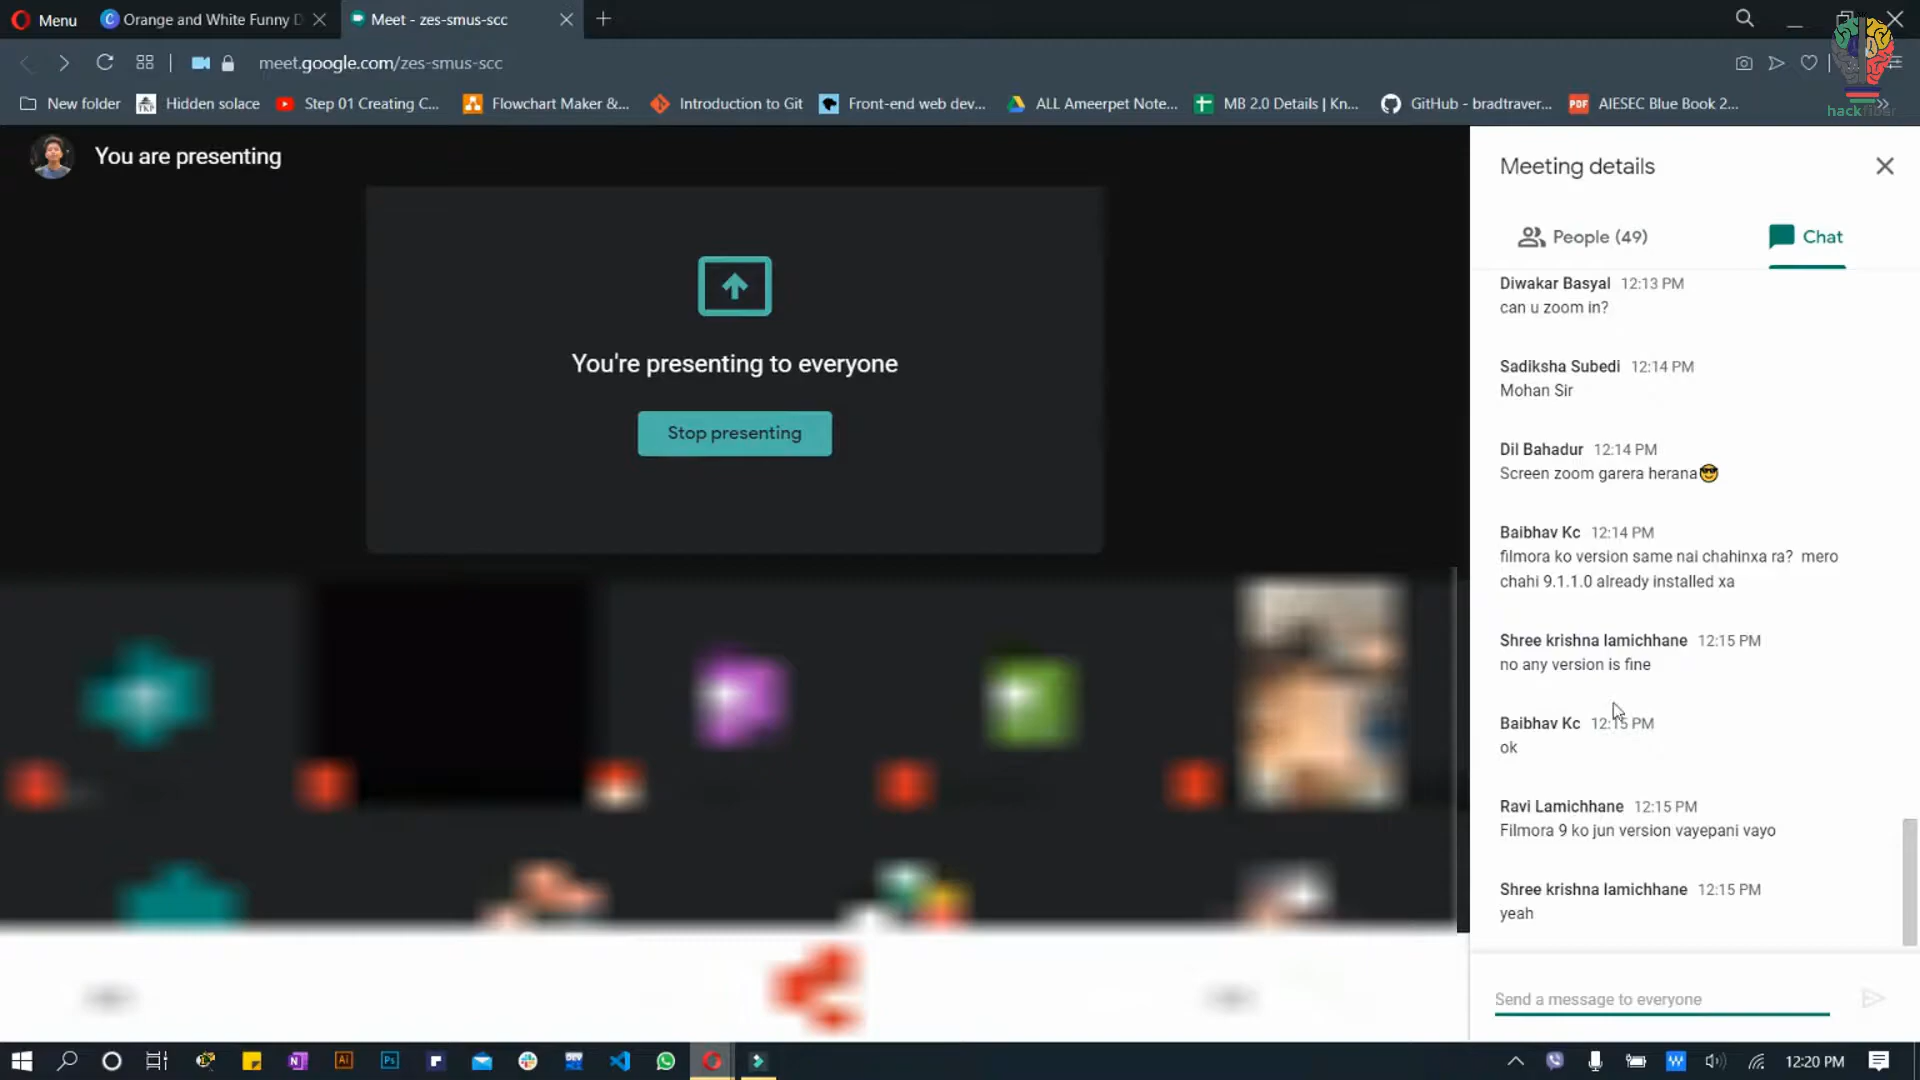 Menu
Orange and White Funny D
Meet - zes-smus-scc
meet.google.com/zes-smus-scc
New folder
Hidden solace
Step 01 Creating C...
Flowchart Maker &...
Introduction to Git
Front-end web dev...
ALL Ameerpet Note...
MB 2.0 Details | Kn...
GitHub - bradtraver...
PDF
AIESEC Blue Book 2...
You are presenting
You're presenting to everyone
Stop presenting
Meeting details
People (49)
Chat
Diwakar Basyal 12:13 PM
can u zoom in?
Sadiksha Subedi 12:14 PM
Mohan Sir
Dil Bahadur 12:14 PM
Screen zoom garera herana😎
Baibhav Kc 12:14 PM
filmora ko version same nai chahinxa ra? mero
chahi 9.1.1.0 already installed xa
Shree krishna lamichhane 12:15 PM
no any version is fine
Baibhav Kc 12:15 PM
ok
Ravi Lamichhane 12:15 PM
Filmora 9 ko jun version vayepani vayo
Shree krishna lamichhane 12:15 PM
yeah
Send a message to everyone
12:20 PM